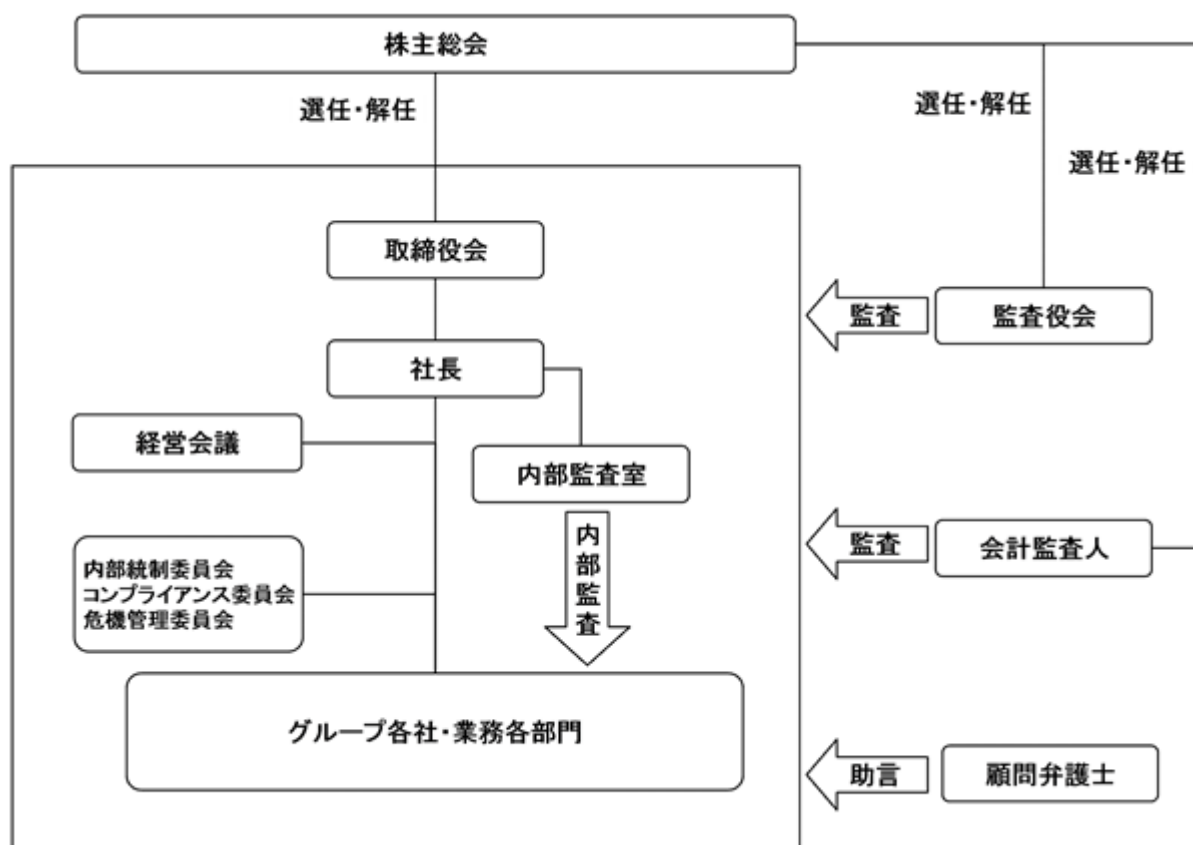 株主総会
選任・解任
選任・解任
選任・解任
取締役会
監査
監査役会
社長
経営会議
内部監査室
監査
会計監査人
内部監査
内部統制委員会
コンプライアンス委員会
危機管理委員会
グループ各社・業務各部門
助言
顧問弁護士